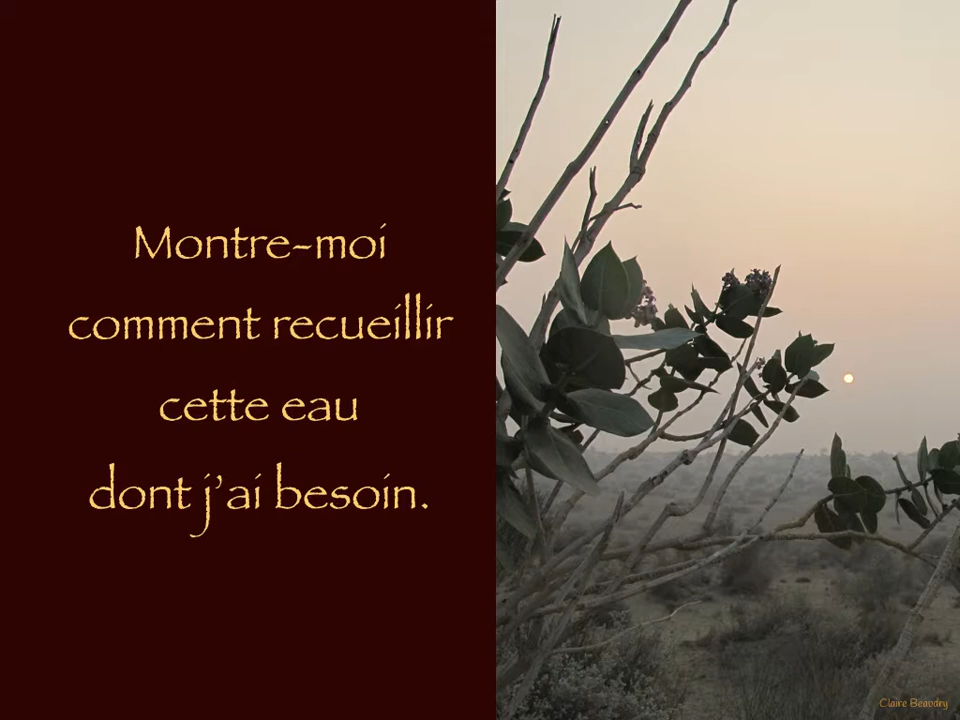 Montre-moi
comment recueillir
cette eau
dont j'ai besoin.
Claire Beaudry